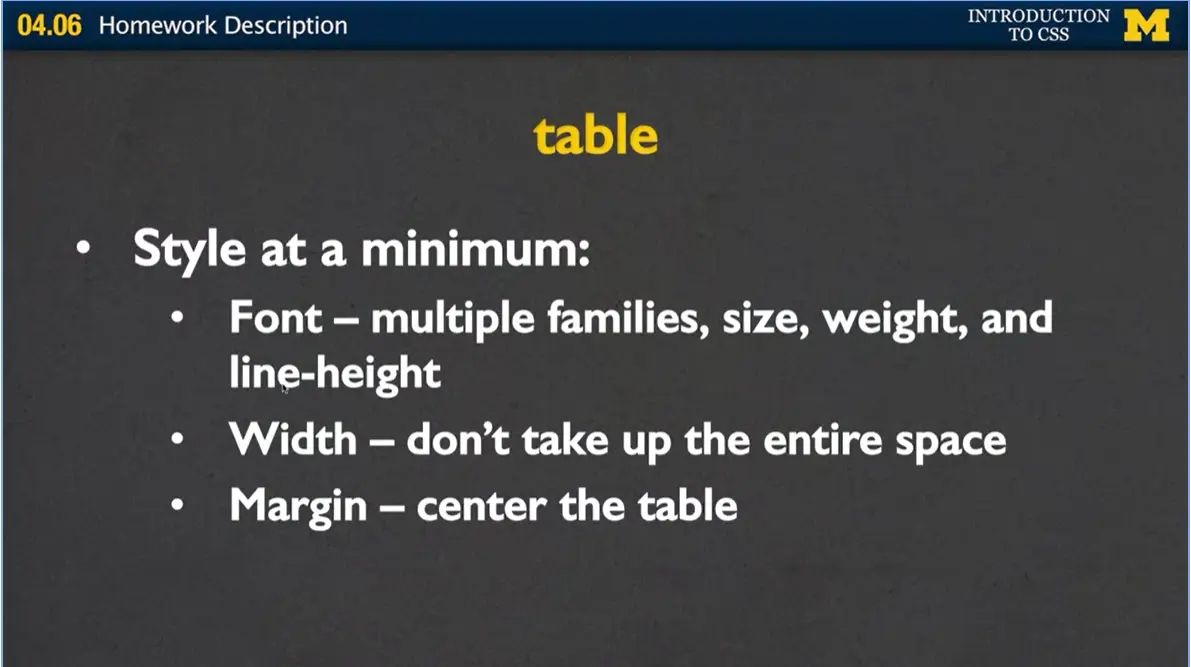 04.06 Homework Description
INTRODUCTION
TO CSS
M
table
• Style at a minimum:
• Font – multiple families, size, weight, and
line-height
• Width – don’t take up the entire space
• Margin – center the table